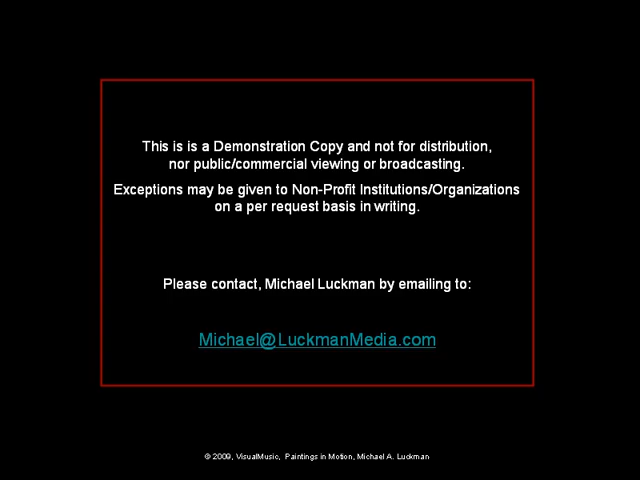 This is is a Demonstration Copy and not for distribution,
nor public/commercial viewing or broadcasting.
Exceptions may be given to Non-Profit Institutions/Organizations
on a per request basis in writing.
Please contact, Michael Luckman by emailing to:
Michael@LuckmanMedia.com
© 2009, VisualMusic, Paintings in Motion, Michael A. Luckman